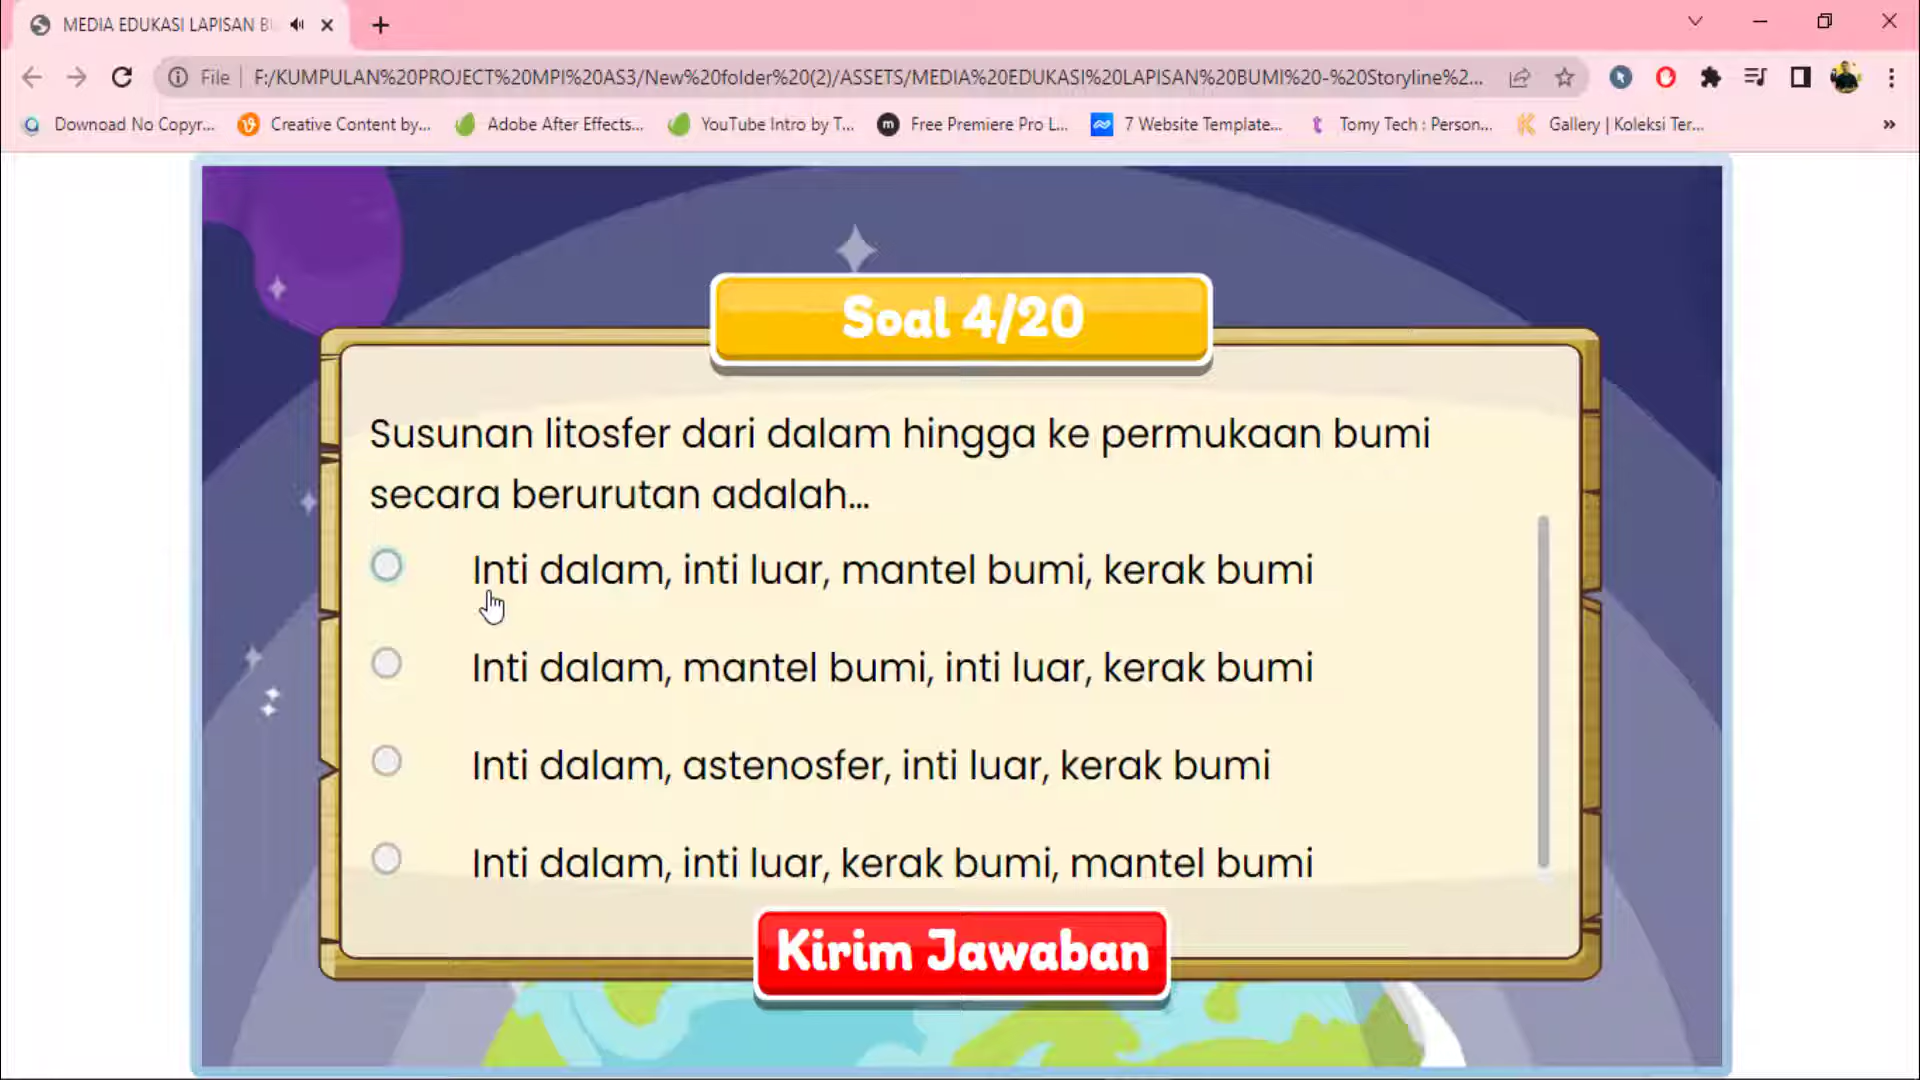 MEDIA EDUKASI LAPISAN B
File
F:/KUMPULAN%20PROJECT%20MPI%20AS3/New%20folder%20(2)/ASSETS/MEDIA%20EDUKASI%20LAPISAN%20BUMI%20-%20Storyline%2...
Downoad No Copyr...
Creative Content by...
Adobe After Effects...
YouTube Intro by T...
Free Premiere Pro L...
7 Website Template...
Tomy Tech : Person...
Gallery | Koleksi Ter...
Soal 4/20
Susunan litosfer dari dalam hingga ke permukaan bumi
secara berurutan adalah...
Inti dalam, inti luar, mantel bumi, kerak bumi
Inti dalam, mantel bumi, inti luar, kerak bumi
Inti dalam, astenosfer, inti luar, kerak bumi
Inti dalam, inti luar, kerak bumi, mantel bumi
Kirim Jawaban